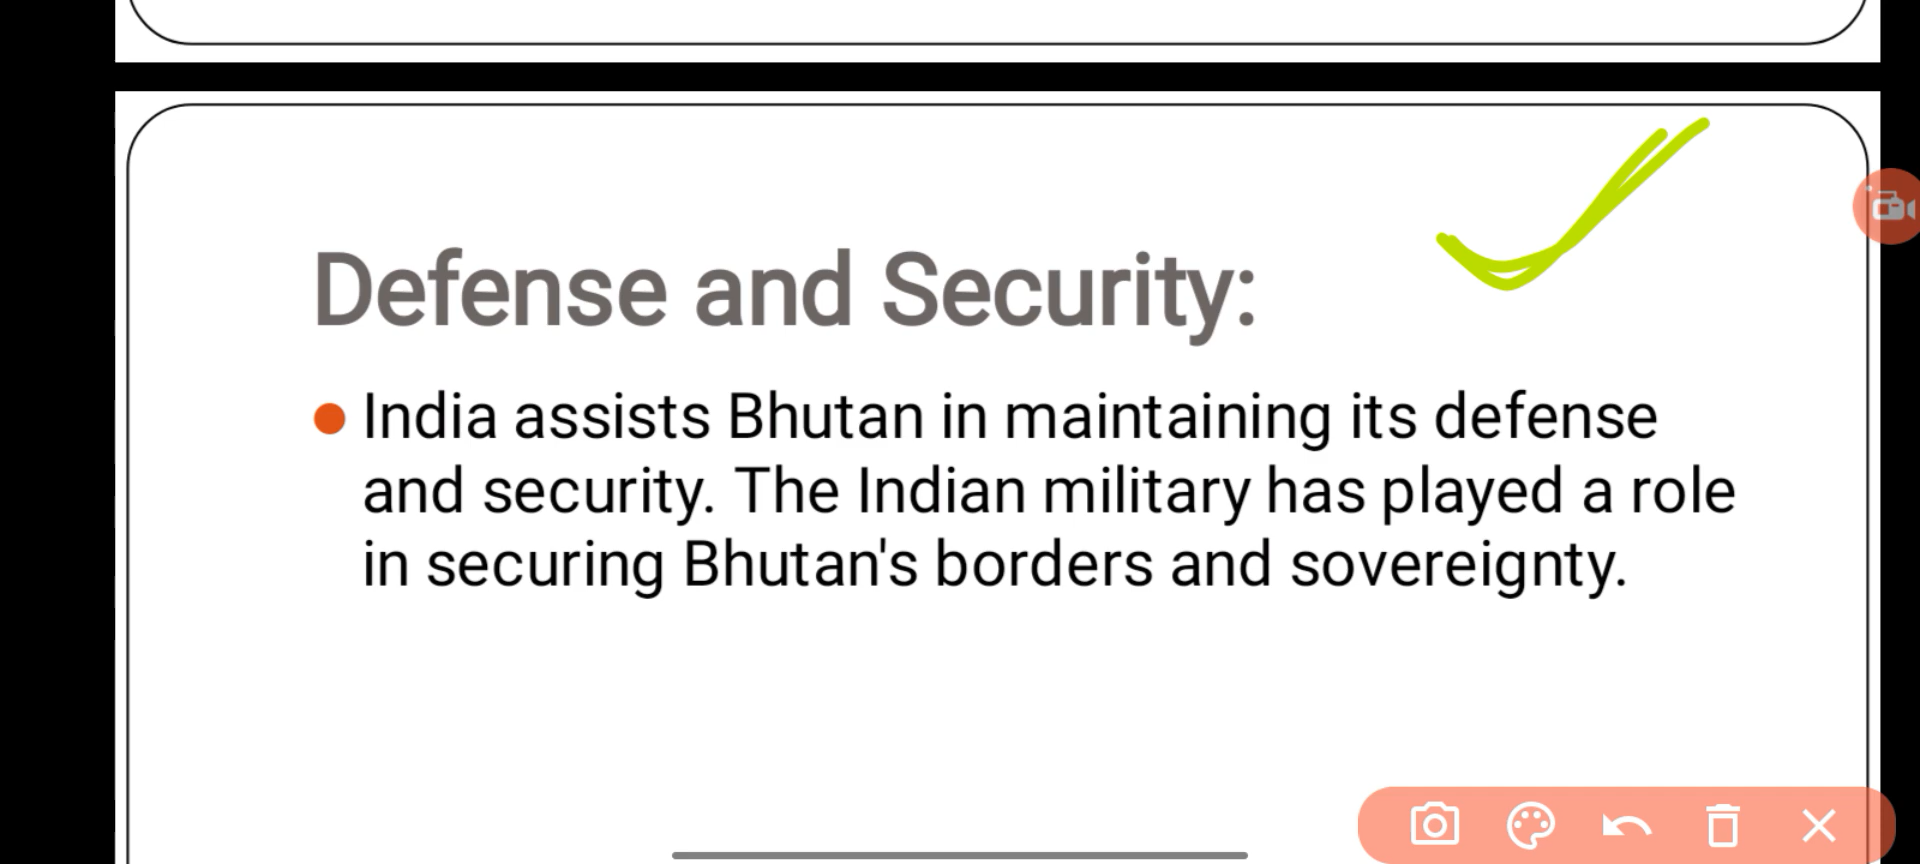 Defense and Security:
India assists Bhutan in maintaining its defense
and security. The Indian military has played a role
in securing Bhutan's borders and sovereignty.